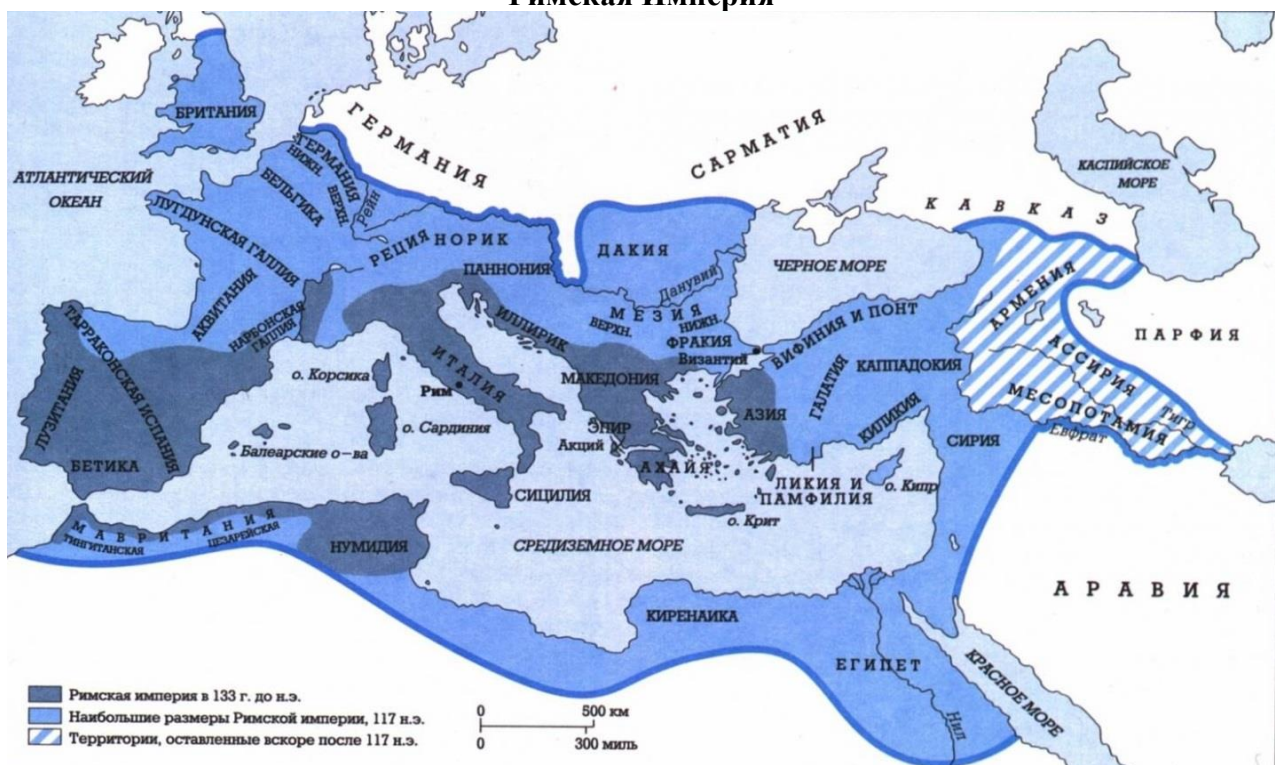 Римская Империя
БРИТАНИЯ
ГЕРМАНИЯ
САРМАТИЯ
АТЛАНТИЧЕСКИЙ
ОКЕАН
КАСПИЙСКОЕ
МОРЕ
ГЕРМАНИЯ
НИЖН.
ВЕРХН.
Рейн
БЕЛЬГИКА
ЛУГДУНСКАЯ ГАЛЛИЯ
КАВКАЗ
РЕЦИЯ
НОРИК
ПАННОНИЯ
ДАКИЯ
ЧЕРНОЕ МОРЕ
Данувий
АКВИТАНИЯ
НАРБОНСКАЯ
ГАЛЛИЯ
ИЛЛИРИК
МЕЗИЯ
ВЕРХН.
НИЖН.
ФРАКИЯ
Византий
ВИФИНИЯ И ПОНТ
АРМЕНИЯ
ПАРФИЯ
АССИРИЯ
МЕСОПОТАМИЯ
Тигр
Евфрат
ТАРРАКОНСКАЯ ИСПАНИЯ
ЛУЗИТАНИЯ
БЕТИКА
о. Корсика
ИТАЛИЯ
Рим
о. Сардиния
Балеарские о-ва
МАКЕДОНИЯ
ЭПИР
Акций
АХАЙЯ
АЗИЯ
ГАЛАТИЯ
КАППАДОКИЯ
КИЛИКИЯ
СИРИЯ
ЛИКИЯ И
ПАМФИЛИЯ
о. Кипр
СИЦИЛИЯ
о. Крит
МАВРИТАНИЯ
ТИНГИТАНСКАЯ
ЦЕЗАРЕЙСКАЯ
НУМИДИЯ
СРЕДИЗЕМНОЕ МОРЕ
АРАВИЯ
КИРЕНАИКА
ЕГИПЕТ
Нил
КРАСНОЕ МОРЕ
Римская империя в 133 г. до н.э.
Наибольшие размеры Римской империи, 117 н.э.
Территории, оставленные вскоре после 117 н.э.
0 500 км
0 300 миль